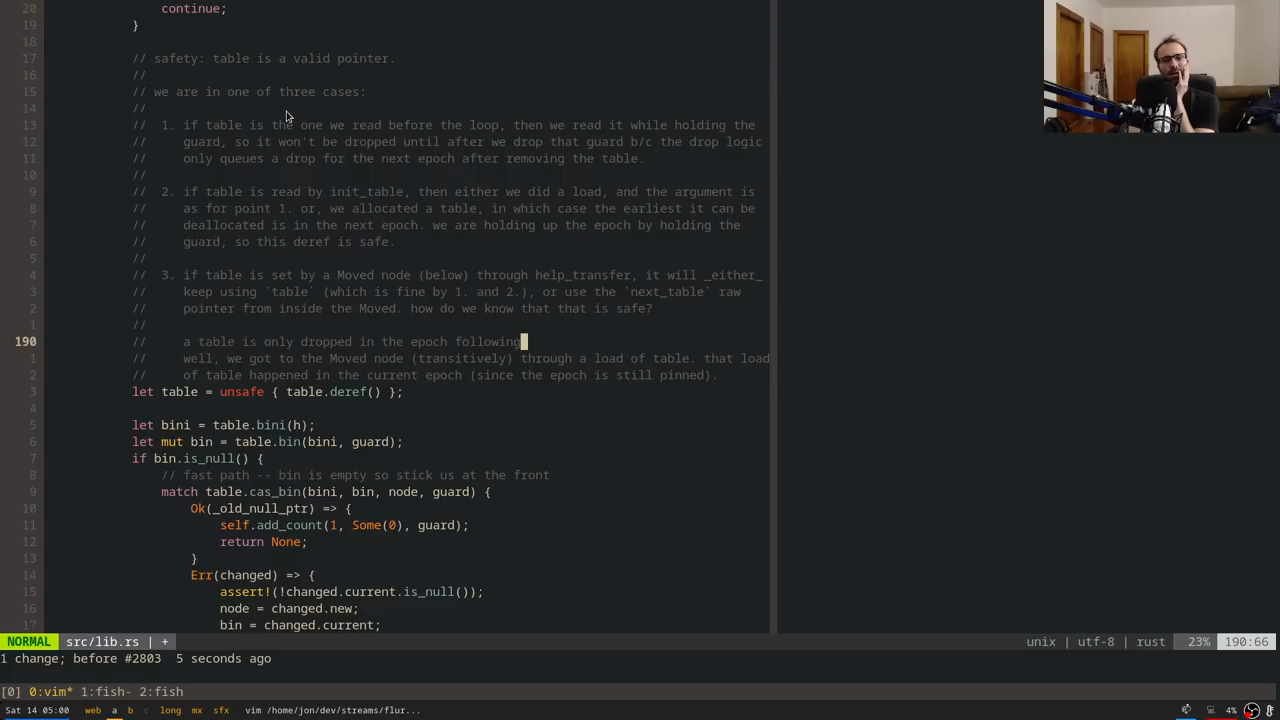 20 continue;
19 }
18
17 // safety: table is a valid pointer.
16 //
15 // we are in one of three cases:
14 //
13 // 1. if table is the one we read before the loop, then we read it while holding the
12 // guard, so it won't be dropped until after we drop that guard b/c the drop logic
11 // only queues a drop for the next epoch after removing the table.
10 //
9 // 2. if table is read by init_table, then either we did a load, and the argument is
8 // as for point 1. or, we allocated a table, in which case the earliest it can be
7 // deallocated is in the next epoch. we are holding up the epoch by holding the
6 // guard, so this deref is safe.
5 //
4 // 3. if table is set by a Moved node (below) through help_transfer, it will _either_
3 // keep using `table` (which is fine by 1. and 2.), or use the `next_table` raw
2 // pointer from inside the Moved. how do we know that that is safe?
1 //
190 // a table is only dropped in the epoch following
1 // well, we got to the Moved node (transitively) through a load of table. that load
2 // of table happened in the current epoch (since the epoch is still pinned).
3 let table = unsafe { table.deref() };
4
5 let bini = table.bini(h);
6 let mut bin = table.bin(bini, guard);
7 if bin.is_null() {
8 // fast path -- bin is empty so stick us at the front
9 match table.cas_bin(bini, bin, node, guard) {
10 Ok(_old_null_ptr) => {
11 self.add_count(1, Some(0), guard);
12 return None;
13 }
14 Err(changed) => {
15 assert!(!changed.current.is_null());
16 node = changed.new;
17 bin = changed.current;
NORMAL src/lib.rs | + unix | utf-8 | rust 23% 190:66
1 change; before #2803 5 seconds ago
[0] 0:vim* 1:fish- 2:fish
Sat 14 05:00 web a b c long mx sfx vim /home/jon/dev/streams/flur... 4%